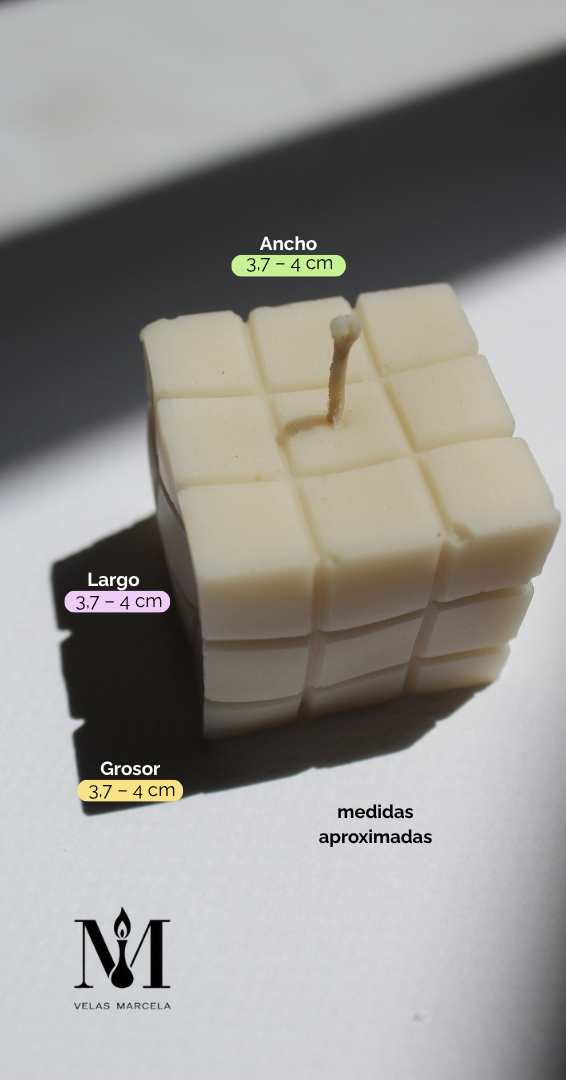 Ancho
3,7 – 4 cm
Largo
3,7 – 4 cm
Grosor
3,7 – 4 cm
medidas
aproximadas
M
VELAS MARCELA